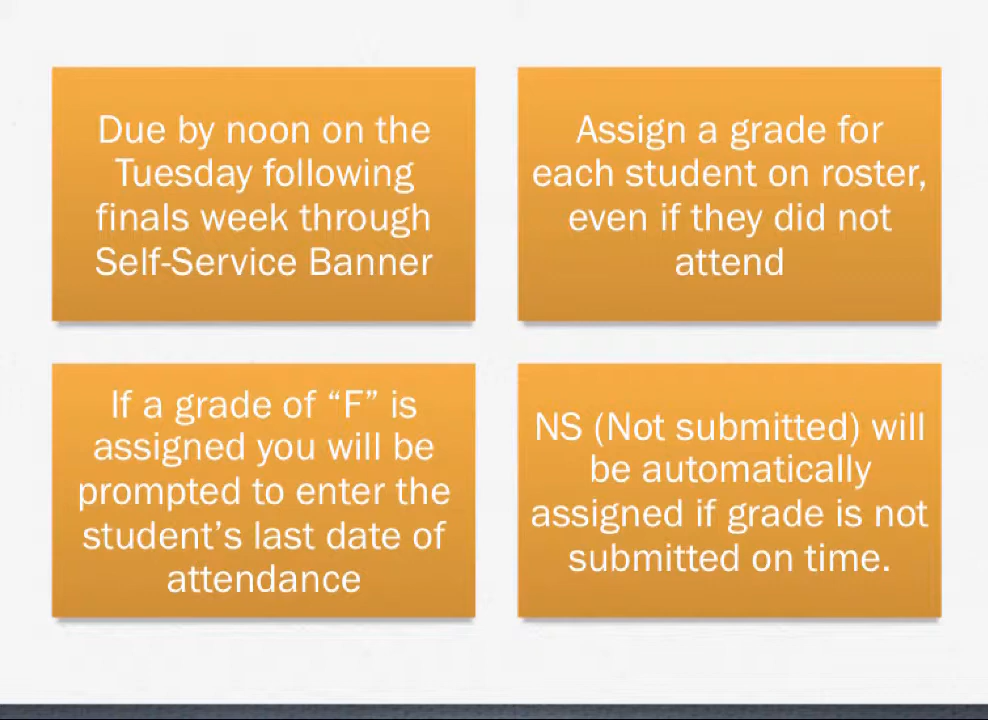 Due by noon on the
Tuesday following
finals week through
Self-Service Banner
Assign a grade for
each student on roster,
even if they did not
attend
If a grade of “F” is
assigned you will be
prompted to enter the
student’s last date of
attendance
NS (Not submitted) will
be automatically
assigned if grade is not
submitted on time.